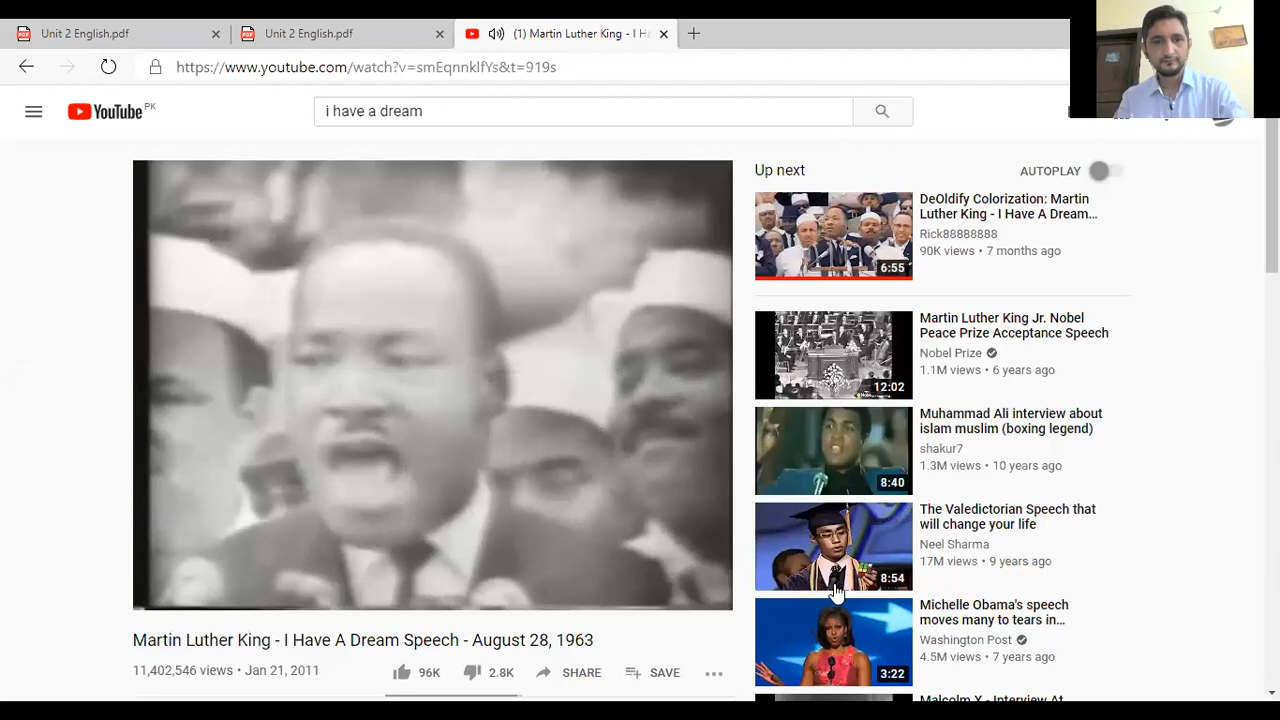 Unit 2 English.pdf
Unit 2 English.pdf
(1) Martin Luther King - I Ha
https://www.youtube.com/watch?v=smEqnnklfYs&t=919s
YouTube PK
i have a dream
Up next
AUTOPLAY
DeOldify Colorization: Martin
Luther King - I Have A Dream…
Rick88888888
90K views • 7 months ago
6:55
Martin Luther King Jr. Nobel
Peace Prize Acceptance Speech
Nobel Prize
1.1M views • 6 years ago
12:02
Muhammad Ali interview about
islam muslim (boxing legend)
shakur7
1.3M views • 10 years ago
8:40
The Valedictorian Speech that
will change your life
Neel Sharma
17M views • 9 years ago
8:54
Michelle Obama's speech
moves many to tears in…
Washington Post
4.5M views • 7 years ago
3:22
Malcolm X - Interview At
Martin Luther King - I Have A Dream Speech - August 28, 1963
11,402,546 views • Jan 21, 2011
96K
2.8K
SHARE
SAVE